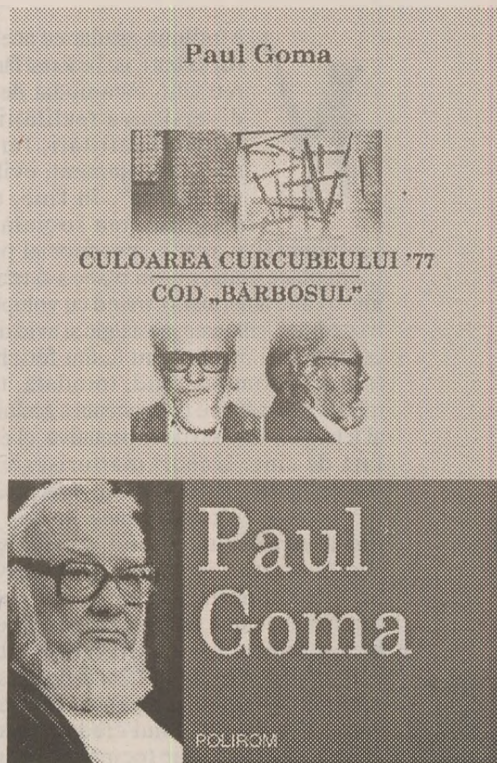 Paul Goma
CULOAREA CURCUBEULUI '77
COD „BĂRBOSUL”
Paul
Goma
POLIROM